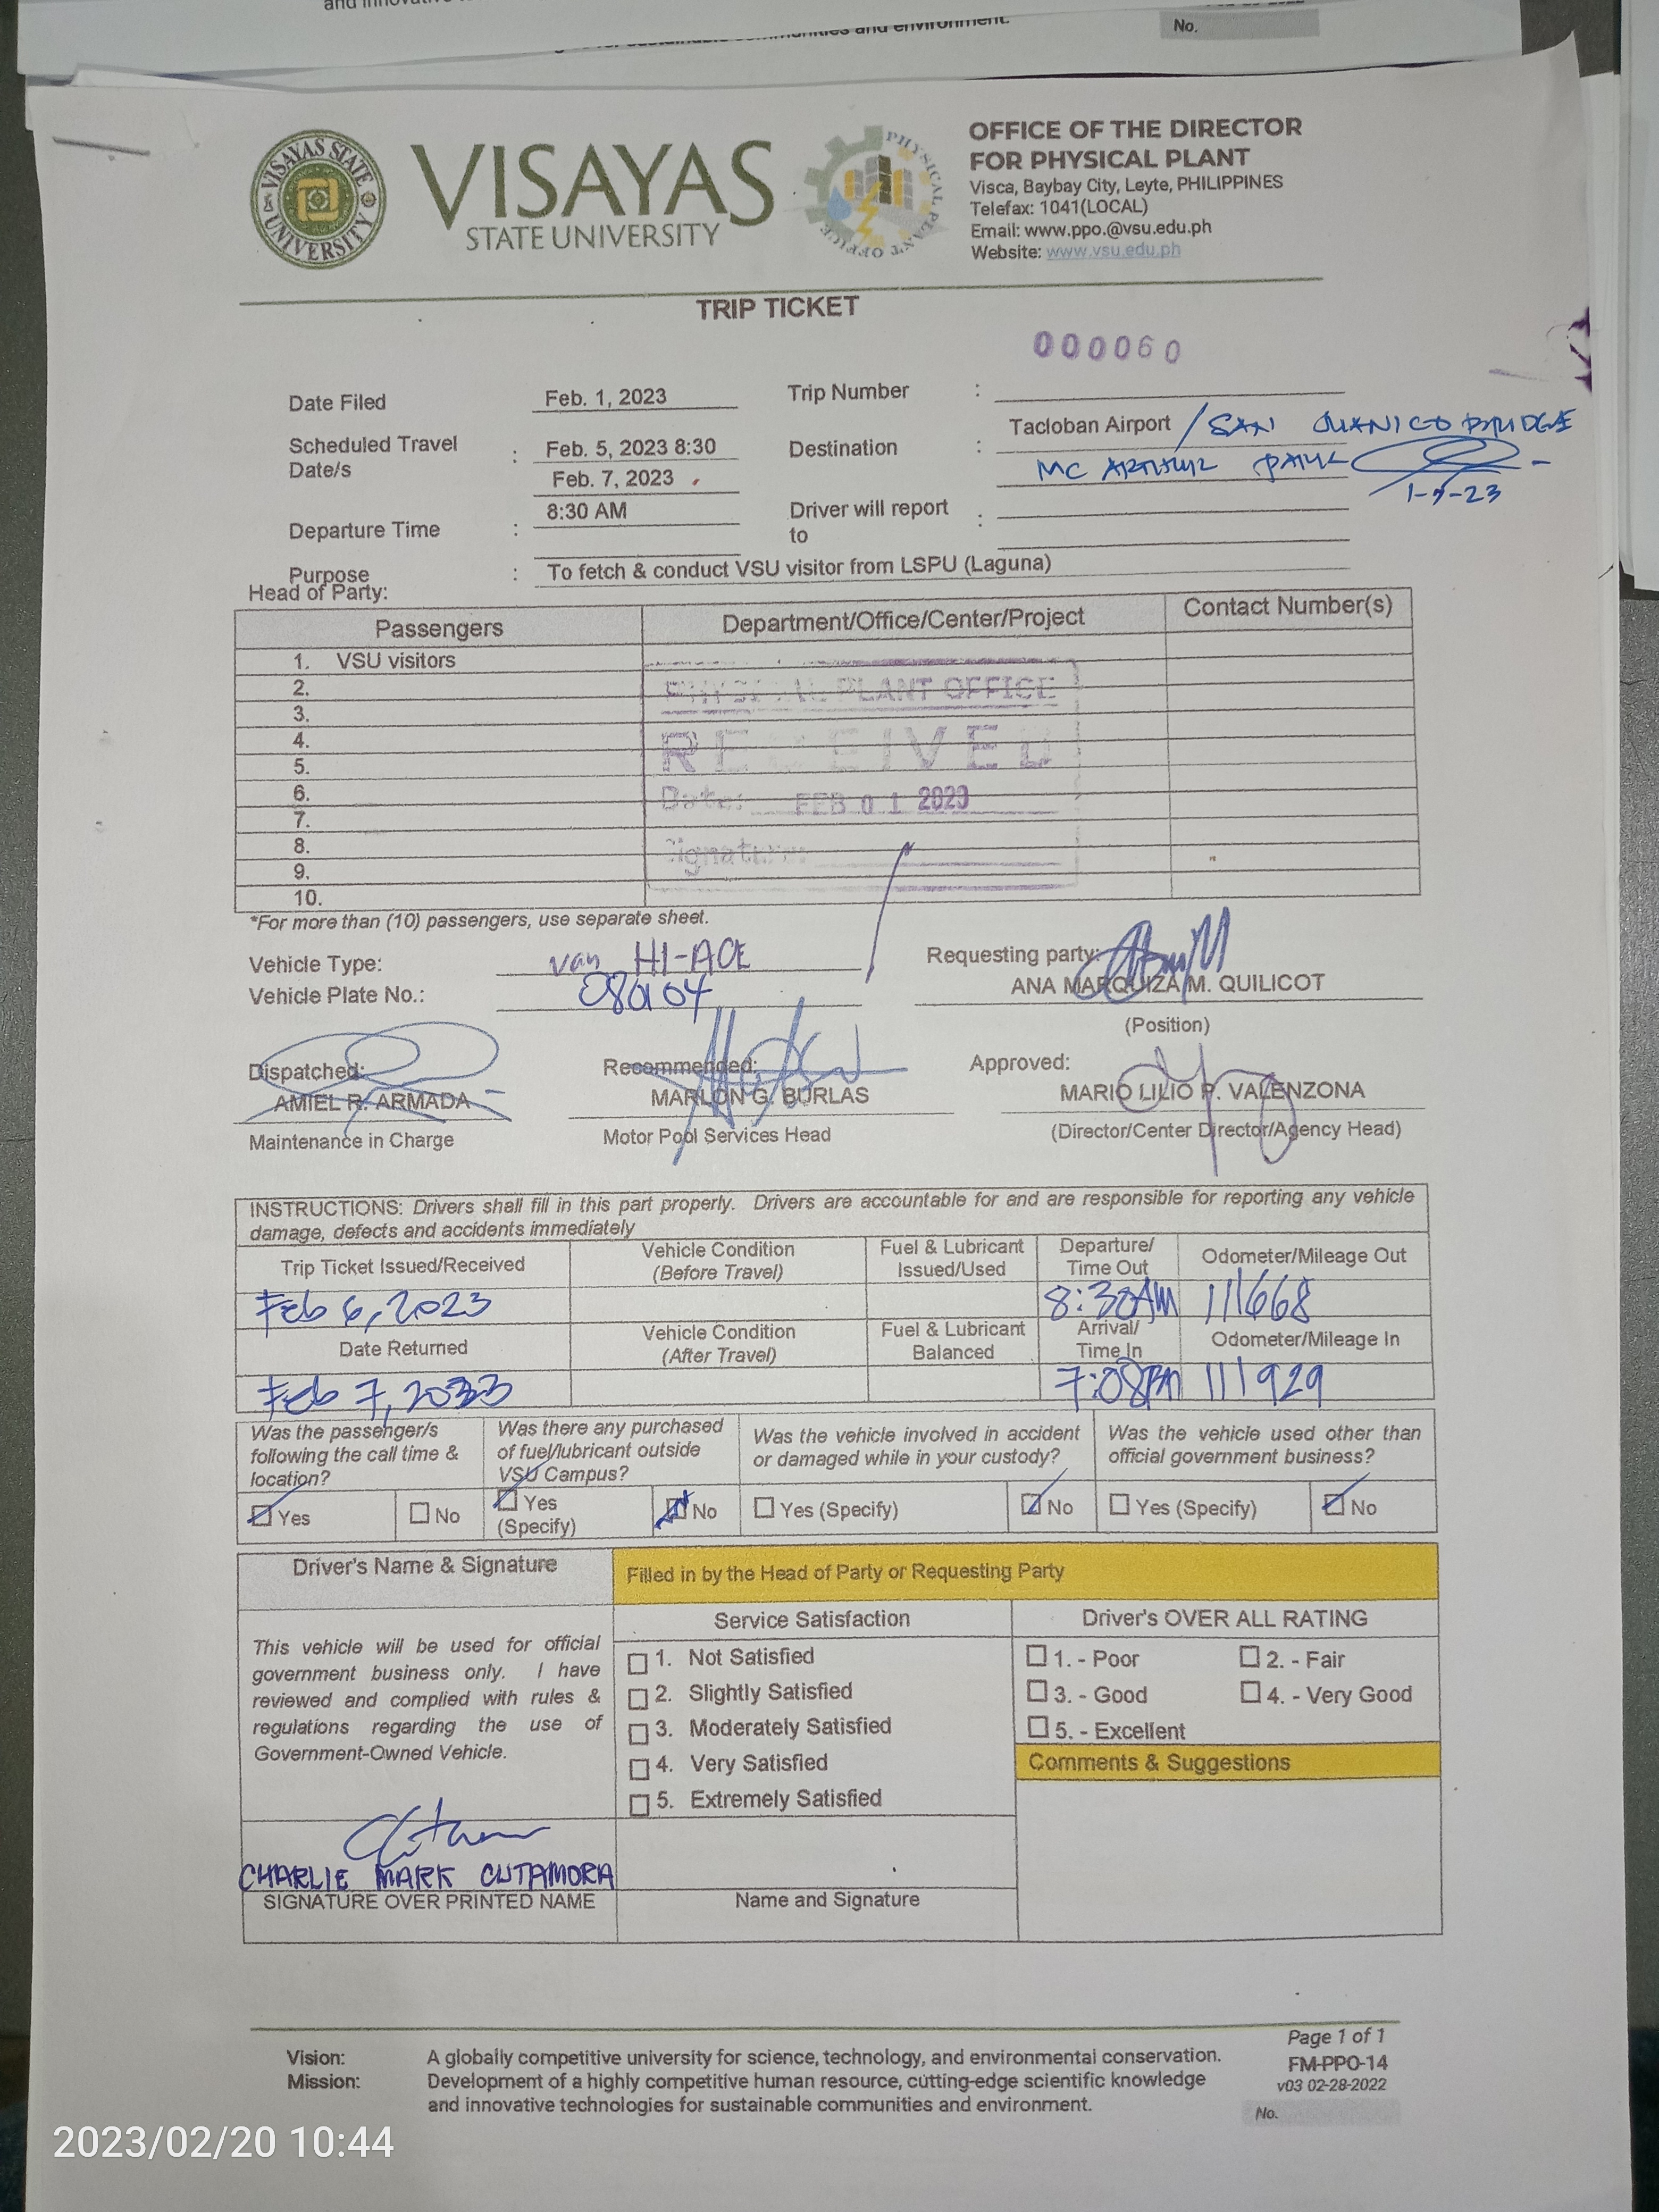 and environment.
No.
VISAYAS STATE UNIVERSITY
VISAYAS
STATE UNIVERSITY
PHYSICAL PLANT OFFICE
OFFICE OF THE DIRECTOR
FOR PHYSICAL PLANT
Visca, Baybay City, Leyte, PHILIPPINES
Telefax: 1041(LOCAL)
Email: www.ppo.@vsu.edu.ph
Website: www.vsu.edu.ph
TRIP TICKET
000060
Date Filed Feb. 1, 2023 Trip Number :
Tacloban Airport / SAN JUANICO BRIDGE
Scheduled Travel Date/s : Feb. 5, 2023 8:30 Destination :
MC ARTHUR PARK
Feb. 7, 2023
1-7-23
Departure Time : 8:30 AM Driver will report to :
Purpose : To fetch & conduct VSU visitor from LSPU (Laguna)
Head of Party:
Passengers Department/Office/Center/Project Contact Number(s)
1. VSU visitors
2.
3.
4.
5.
6.
7.
8.
9.
10.
PHYSICAL PLANT OFFICE
RECEIVED
Date: FEB 01 2023
Signature:
*For more than (10) passengers, use separate sheet.
Vehicle Type: van HI-ACE Requesting party:
Vehicle Plate No.: ANA MARQUIZA M. QUILICOT
(Position)
Dispatched: Recommended: Approved:
AMIEL R. ARMADA MARLON G. BURLAS MARIO LILIO P. VALENZONA
Maintenance in Charge Motor Pool Services Head (Director/Center Director/Agency Head)
INSTRUCTIONS: Drivers shall fill in this part properly. Drivers are accountable for and are responsible for reporting any vehicle
damage, defects and accidents immediately
Trip Ticket Issued/Received Vehicle Condition (Before Travel) Fuel & Lubricant Issued/Used Departure/ Time Out Odometer/Mileage Out
Feb 6, 2023 8:30AM 111668
Date Returned Vehicle Condition (After Travel) Fuel & Lubricant Balanced Arrival/ Time In Odometer/Mileage In
Feb 7, 2023 7:08PM 111929
Was the passenger/s following the call time & location?
Yes No
Was there any purchased of fuel/lubricant outside VSU Campus?
Yes (Specify) No
Was the vehicle involved in accident or damaged while in your custody?
Yes (Specify) No
Was the vehicle used other than official government business?
Yes (Specify) No
Driver's Name & Signature Filled in by the Head of Party or Requesting Party
This vehicle will be used for official
government business only. I have
reviewed and complied with rules &
regulations regarding the use of
Government-Owned Vehicle.
CHARLIE MARK CUTAMORA
SIGNATURE OVER PRINTED NAME
Service Satisfaction
1. Not Satisfied
2. Slightly Satisfied
3. Moderately Satisfied
4. Very Satisfied
5. Extremely Satisfied
Name and Signature
Driver's OVER ALL RATING
1. - Poor 2. - Fair
3. - Good 4. - Very Good
5. - Excellent
Comments & Suggestions
Vision: A globally competitive university for science, technology, and environmental conservation.
Mission: Development of a highly competitive human resource, cutting-edge scientific knowledge
and innovative technologies for sustainable communities and environment.
Page 1 of 1
FM-PPO-14
v03 02-28-2022
No.
2023/02/20 10:44